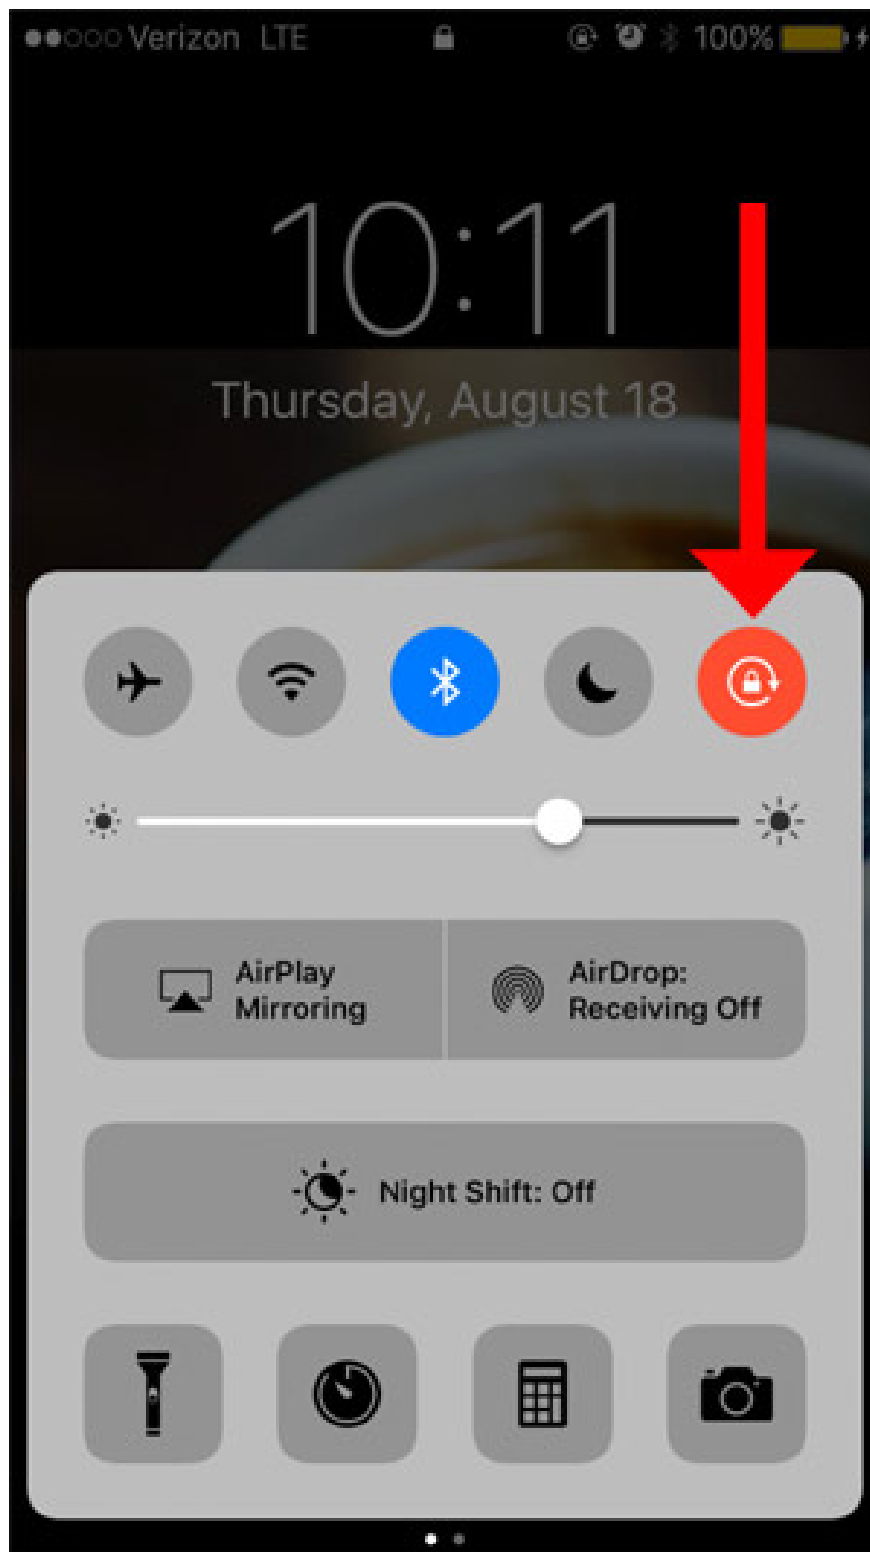 Verizon LTE 100%
10:11
Thursday, August 18
AirPlay
Mirroring
AirDrop:
Receiving Off
Night Shift: Off